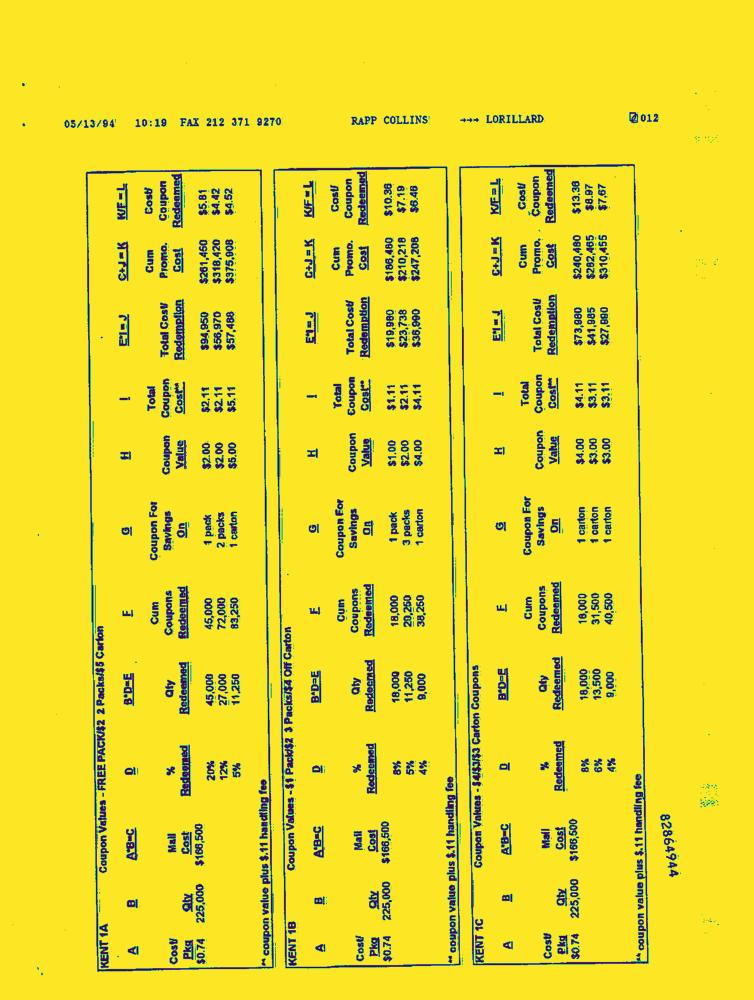 05/13/94 10:19 FAX 212 371 9270 RAPP COLLINS →→→ LORILLARD 012
KENT 1A Coupon Values - FREE PACK/$2 2 Packs/$5 Carton
A B A*B=C D B*D=E F G H I E*I=J C+J=K K/F=L
Cost/ Mail % Qty Cum Coupon For Coupon Total Total Cost/ Cum Cost/
Pkg Qty Cost Redeemed Redeemed Coupons Savings Value Coupon Redemption Promo. Coupon
Redeemed On Cost** Cost Redeemed
$0.74 225,000 $166,500 20% 45,000 45,000 1 pack $2.00 $2.11 $94,950 $261,450 $5.81
12% 27,000 72,000 2 packs $2.00 $2.11 $56,970 $318,420 $4.42
5% 11,250 83,250 1 carton $5.00 $5.11 $57,488 $375,908 $4.52
** coupon value plus $.11 handling fee
KENT 1B Coupon Values - $1 Pack/$2 3 Packs/$4 Off Carton
A B A*B=C D B*D=E F G H I E*I=J C+J=K K/F=L
Cost/ Mail % Qty Cum Coupon For Coupon Total Total Cost/ Cum Cost/
Pkg Qty Cost Redeemed Redeemed Coupons Savings Value Coupon Redemption Promo. Coupon
Redeemed On Cost** Cost Redeemed
$0.74 225,000 $166,500 8% 18,000 18,000 1 pack $1.00 $1.11 $19,980 $186,480 $10.36
5% 11,250 29,250 3 packs $2.00 $2.11 $23,738 $210,218 $7.19
4% 9,000 38,250 1 carton $4.00 $4.11 $36,990 $247,208 $6.46
** coupon value plus $.11 handling fee
KENT 1C Coupon Values - $4/$3/$3 Carton Coupons
A B A*B=C D B*D=E F G H I E*I=J C+J=K K/F=L
Cost/ Mail % Qty Cum Coupon For Coupon Total Total Cost/ Cum Cost/
Pkg Qty Cost Redeemed Redeemed Coupons Savings Value Coupon Redemption Promo. Coupon
Redeemed On Cost** Cost Redeemed
$0.74 225,000 $166,500 8% 18,000 18,000 1 carton $4.00 $4.11 $73,980 $240,480 $13.36
6% 13,500 31,500 1 carton $3.00 $3.11 $41,985 $282,465 $8.97
4% 9,000 40,500 1 carton $3.00 $3.11 $27,990 $310,455 $7.67
** coupon value plus $.11 handling fee
82864944